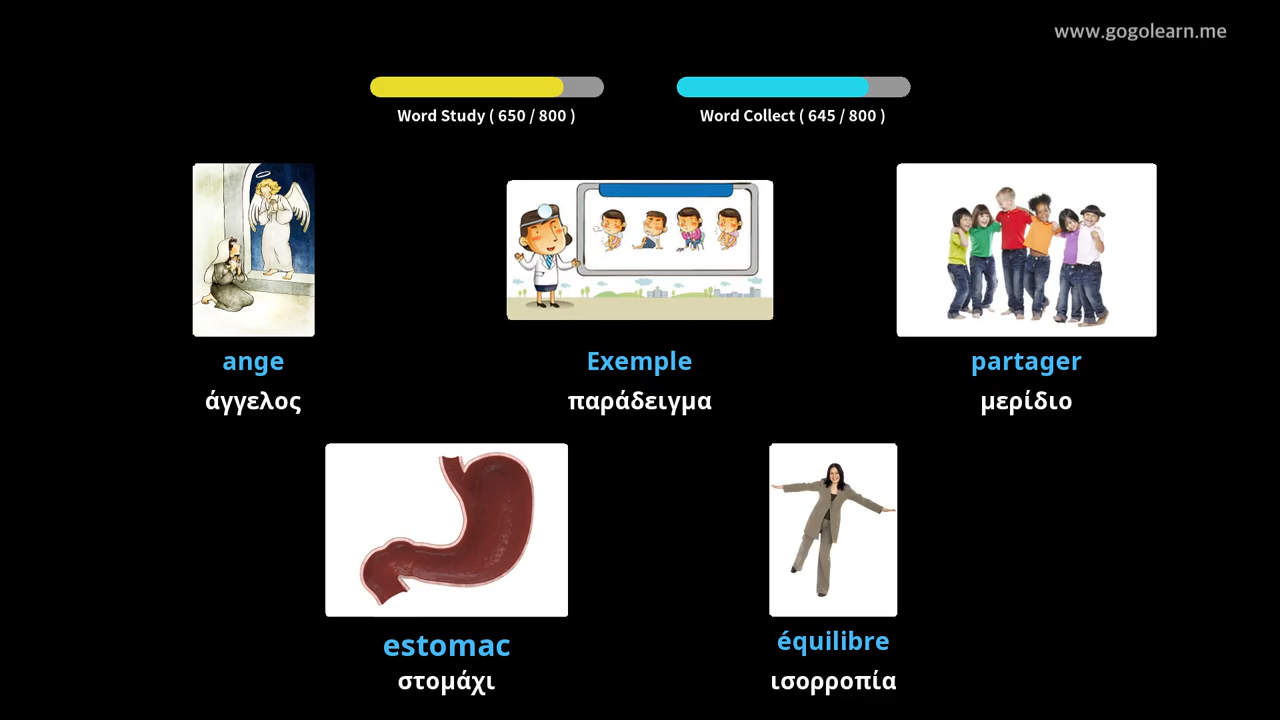 www.gogolearn.me
Word Study ( 650 / 800 )
Word Collect ( 645 / 800 )
ange
άγγελος
Exemple
παράδειγμα
partager
μερίδιο
estomac
στομάχι
équilibre
ισορροπία